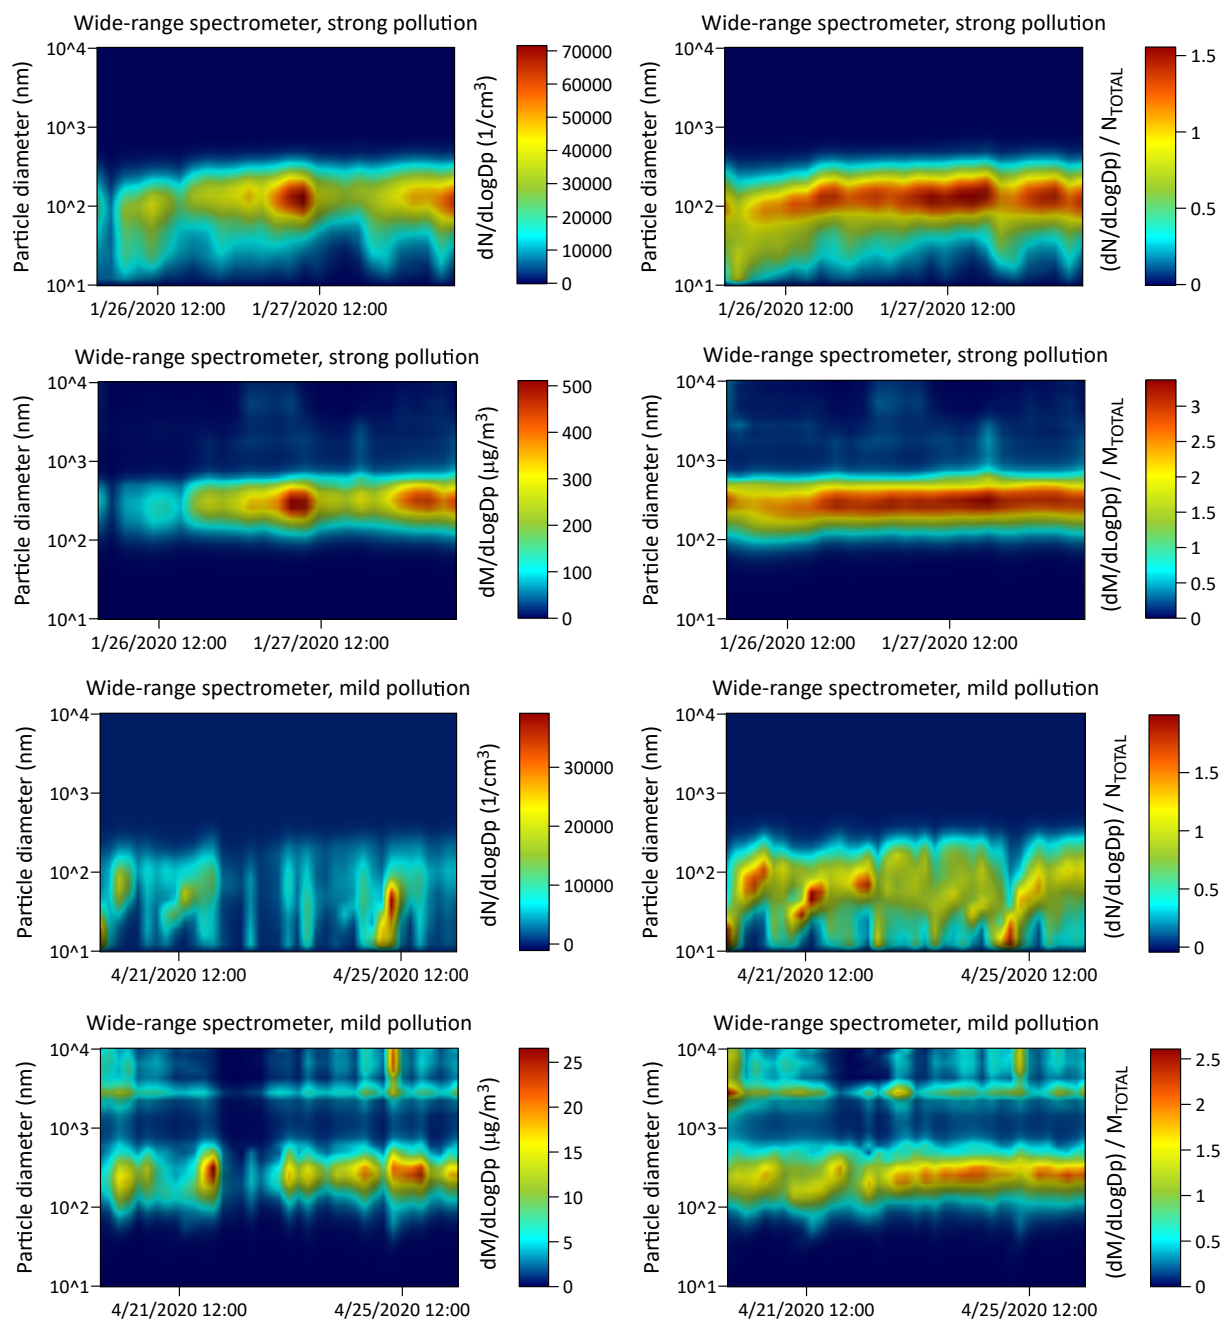 Wide-range spectrometer, strong pollution
Particle diameter (nm)
10^4
10^3
10^2
10^1
1/26/2020 12:00 1/27/2020 12:00
70000
60000
50000
40000
30000
20000
10000
0
dN/dLogDp (1/cm³)
Wide-range spectrometer, strong pollution
Particle diameter (nm)
10^4
10^3
10^2
10^1
1/26/2020 12:00 1/27/2020 12:00
1.5
1
0.5
0
(dN/dLogDp) / N_TOTAL
Wide-range spectrometer, strong pollution
Particle diameter (nm)
10^4
10^3
10^2
10^1
1/26/2020 12:00 1/27/2020 12:00
500
400
300
200
100
0
dM/dLogDp (µg/m³)
Wide-range spectrometer, strong pollution
Particle diameter (nm)
10^4
10^3
10^2
10^1
1/26/2020 12:00 1/27/2020 12:00
3
2.5
2
1.5
1
0.5
0
(dM/dLogDp) / M_TOTAL
Wide-range spectrometer, mild pollution
Particle diameter (nm)
10^4
10^3
10^2
10^1
4/21/2020 12:00 4/25/2020 12:00
30000
20000
10000
0
dN/dLogDp (1/cm³)
Wide-range spectrometer, mild pollution
Particle diameter (nm)
10^4
10^3
10^2
10^1
4/21/2020 12:00 4/25/2020 12:00
1.5
1
0.5
0
(dN/dLogDp) / N_TOTAL
Wide-range spectrometer, mild pollution
Particle diameter (nm)
10^4
10^3
10^2
10^1
4/21/2020 12:00 4/25/2020 12:00
25
20
15
10
5
0
dM/dLogDp (µg/m³)
Wide-range spectrometer, mild pollution
Particle diameter (nm)
10^4
10^3
10^2
10^1
4/21/2020 12:00 4/25/2020 12:00
2.5
2
1.5
1
0.5
0
(dM/dLogDp) / M_TOTAL